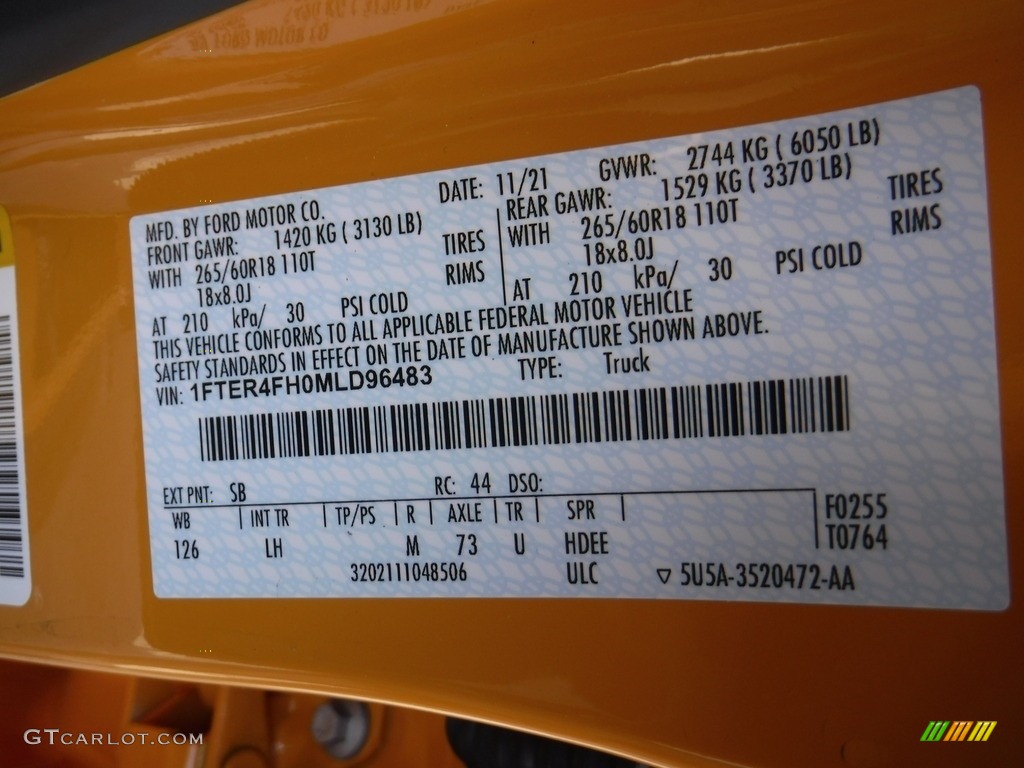 MFD. BY FORD MOTOR CO. DATE: 11/21 GVWR: 2744 KG ( 6050 LB)
FRONT GAWR: 1420 KG ( 3130 LB) REAR GAWR: 1529 KG ( 3370 LB)
WITH 265/60R18 110T TIRES WITH 265/60R18 110T TIRES
18x8.0J RIMS 18x8.0J RIMS
AT 210 kPa/ 30 PSI COLD AT 210 kPa/ 30 PSI COLD
THIS VEHICLE CONFORMS TO ALL APPLICABLE FEDERAL MOTOR VEHICLE
SAFETY STANDARDS IN EFFECT ON THE DATE OF MANUFACTURE SHOWN ABOVE.
VIN: 1FTER4FH0MLD96483 TYPE: Truck
EXT PNT: SB RC: 44 DSO:
WB INT TR TP/PS R AXLE TR SPR F0255
126 LH M 73 U HDEE T0764
3202111048506 ULC ▽ 5U5A-3520472-AA
GTCARLOT.COM